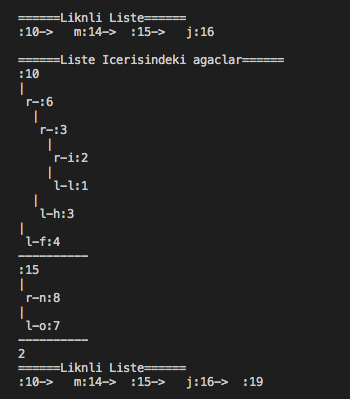 ======Liknli Liste======
:10->   m:14->  :15->   j:16

======Liste Icerisindeki agaclar======
:10
|
 r-:6
  |
   r-:3
    |
     r-i:2
    |
     l-l:1
  |
   l-h:3
|
 l-f:4
----------
:15
|
 r-n:8
|
 l-o:7
----------
2
======Liknli Liste======
:10->   m:14->  :15->   j:16->  :19